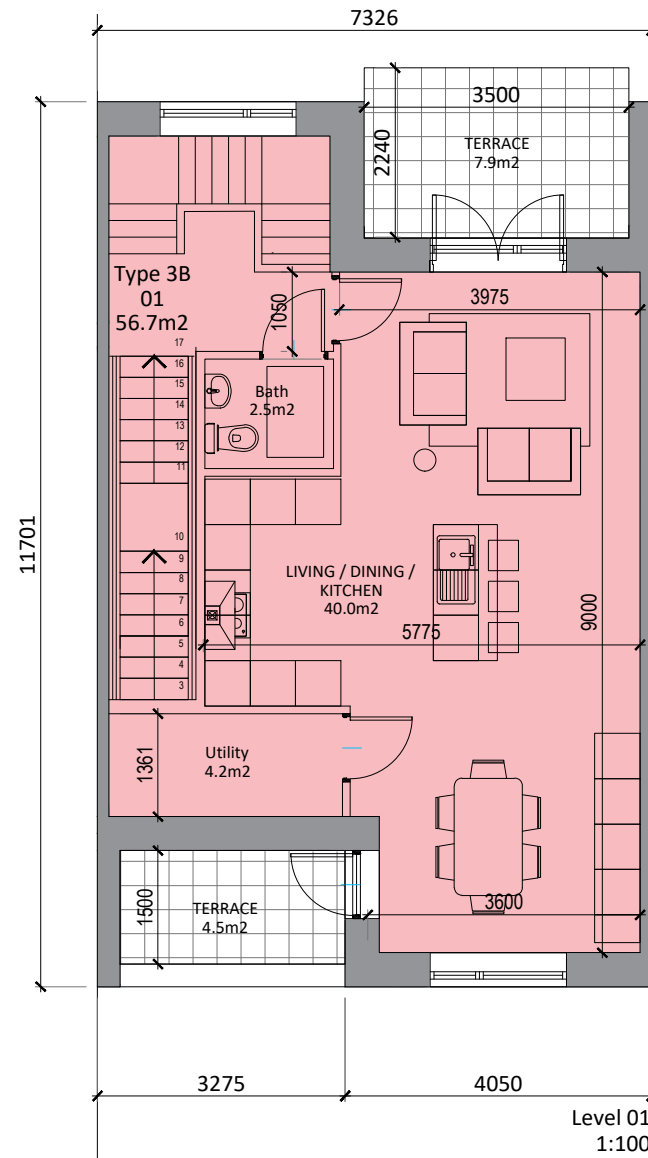 7326
3500
2240
TERRACE
7.9m2
Type 3B
01
56.7m2
1050
3975
17
16
15
14
13
12
11
10
9
8
7
6
5
4
3
Bath
2.5m2
11701
LIVING / DINING /
KITCHEN
40.0m2
5775
9000
1361
Utility
4.2m2
1500
TERRACE
4.5m2
3600
3275
4050
Level 01
1:100